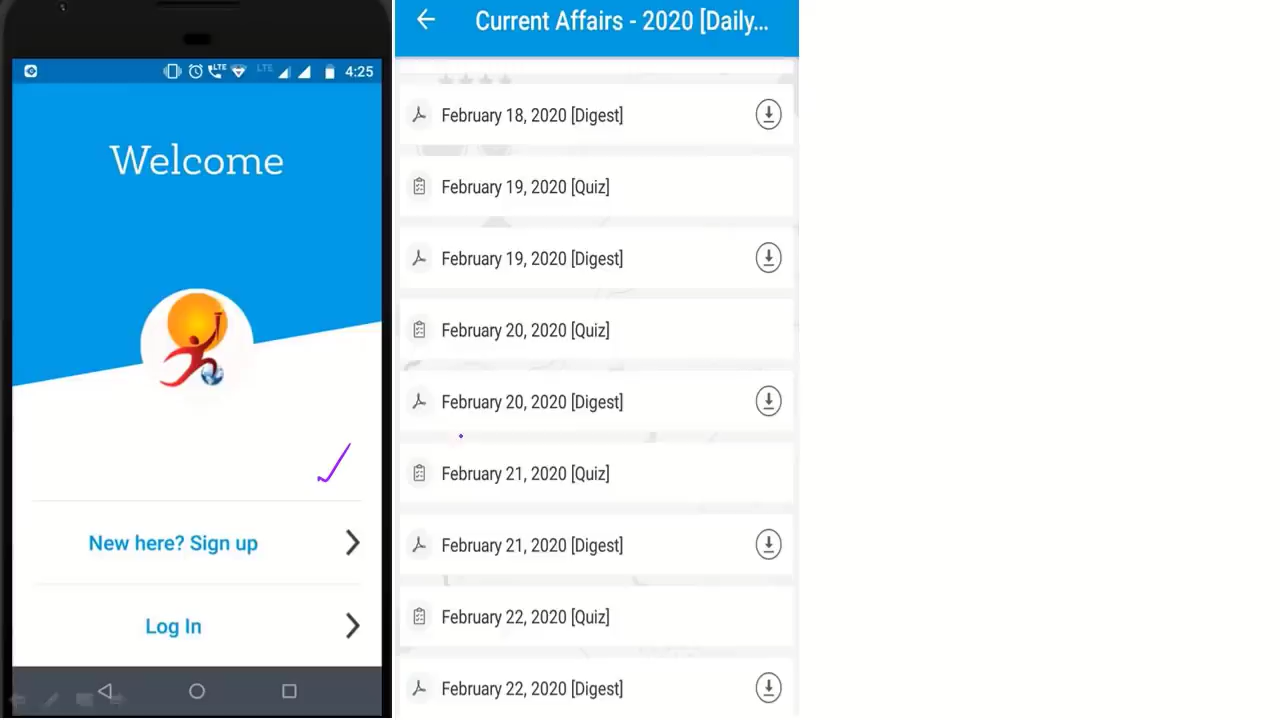 LTE LTE 4:25
Welcome
New here? Sign up
Log In
Current Affairs - 2020 [Daily...
February 18, 2020 [Digest]
February 19, 2020 [Quiz]
February 19, 2020 [Digest]
February 20, 2020 [Quiz]
February 20, 2020 [Digest]
February 21, 2020 [Quiz]
February 21, 2020 [Digest]
February 22, 2020 [Quiz]
February 22, 2020 [Digest]